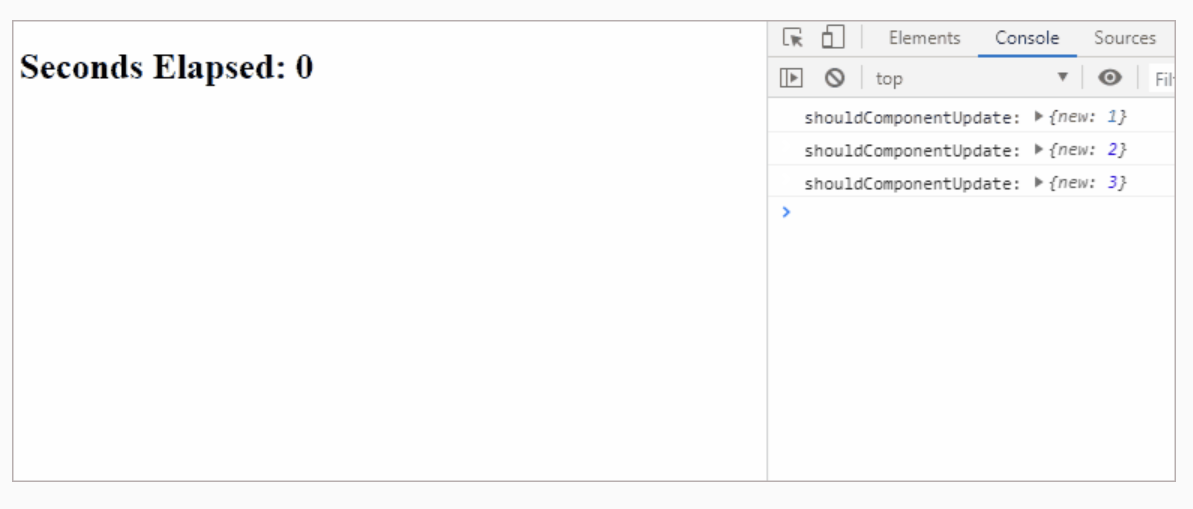 Seconds Elapsed: 0
Elements Console Sources
top
shouldComponentUpdate: {new: 1}
shouldComponentUpdate: {new: 2}
shouldComponentUpdate: {new: 3}